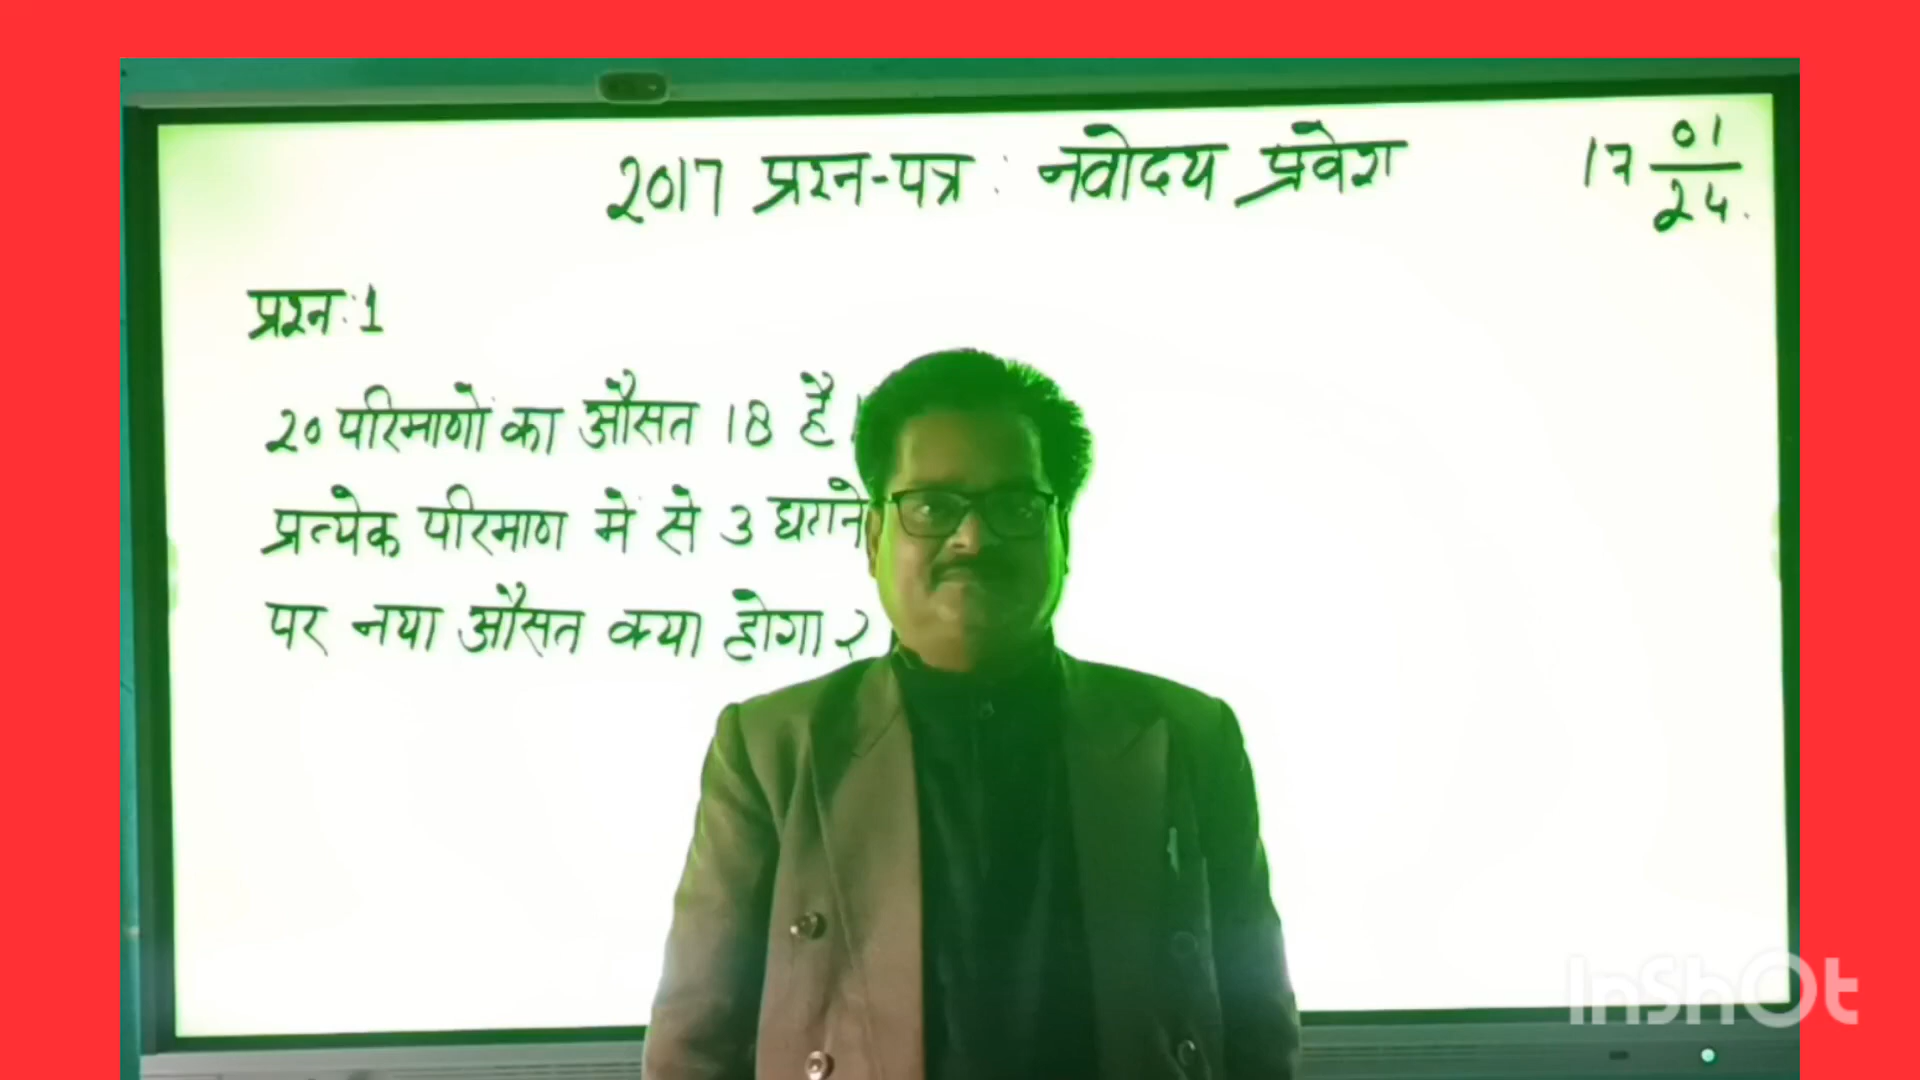 2017 प्रश्न-पत्र : नवोदय प्रवेश
17 01/24.
प्रश्न: 1
20 परिमाणों का औसत 18 है।
प्रत्येक परिमाण में से 3 घटाने
पर नया औसत क्या होगा?
InShOt